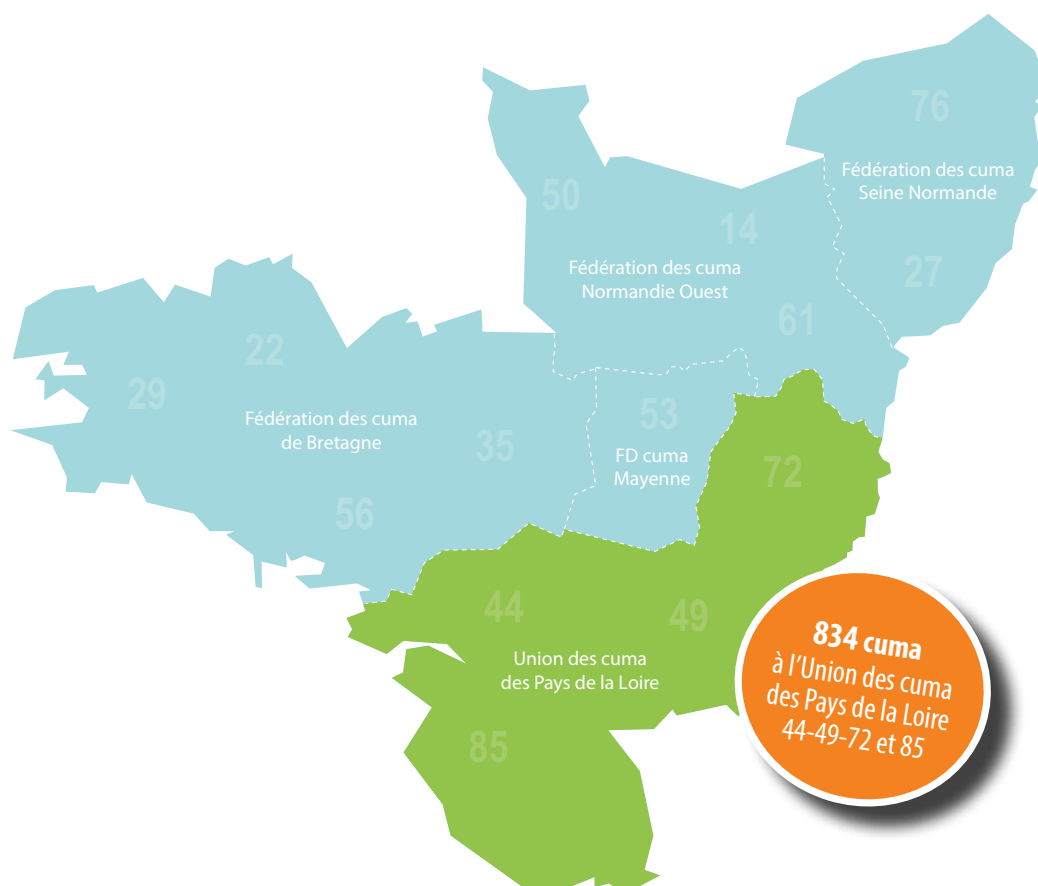 76
Fédération des cuma
Seine Normande
50
14
27
Fédération des cuma
Normandie Ouest
61
22
29
53
Fédération des cuma
de Bretagne
35
FD cuma
Mayenne
72
56
44
49
Union des cuma
des Pays de la Loire
85
834 cuma
à l'Union des cuma
des Pays de la Loire
44-49-72 et 85